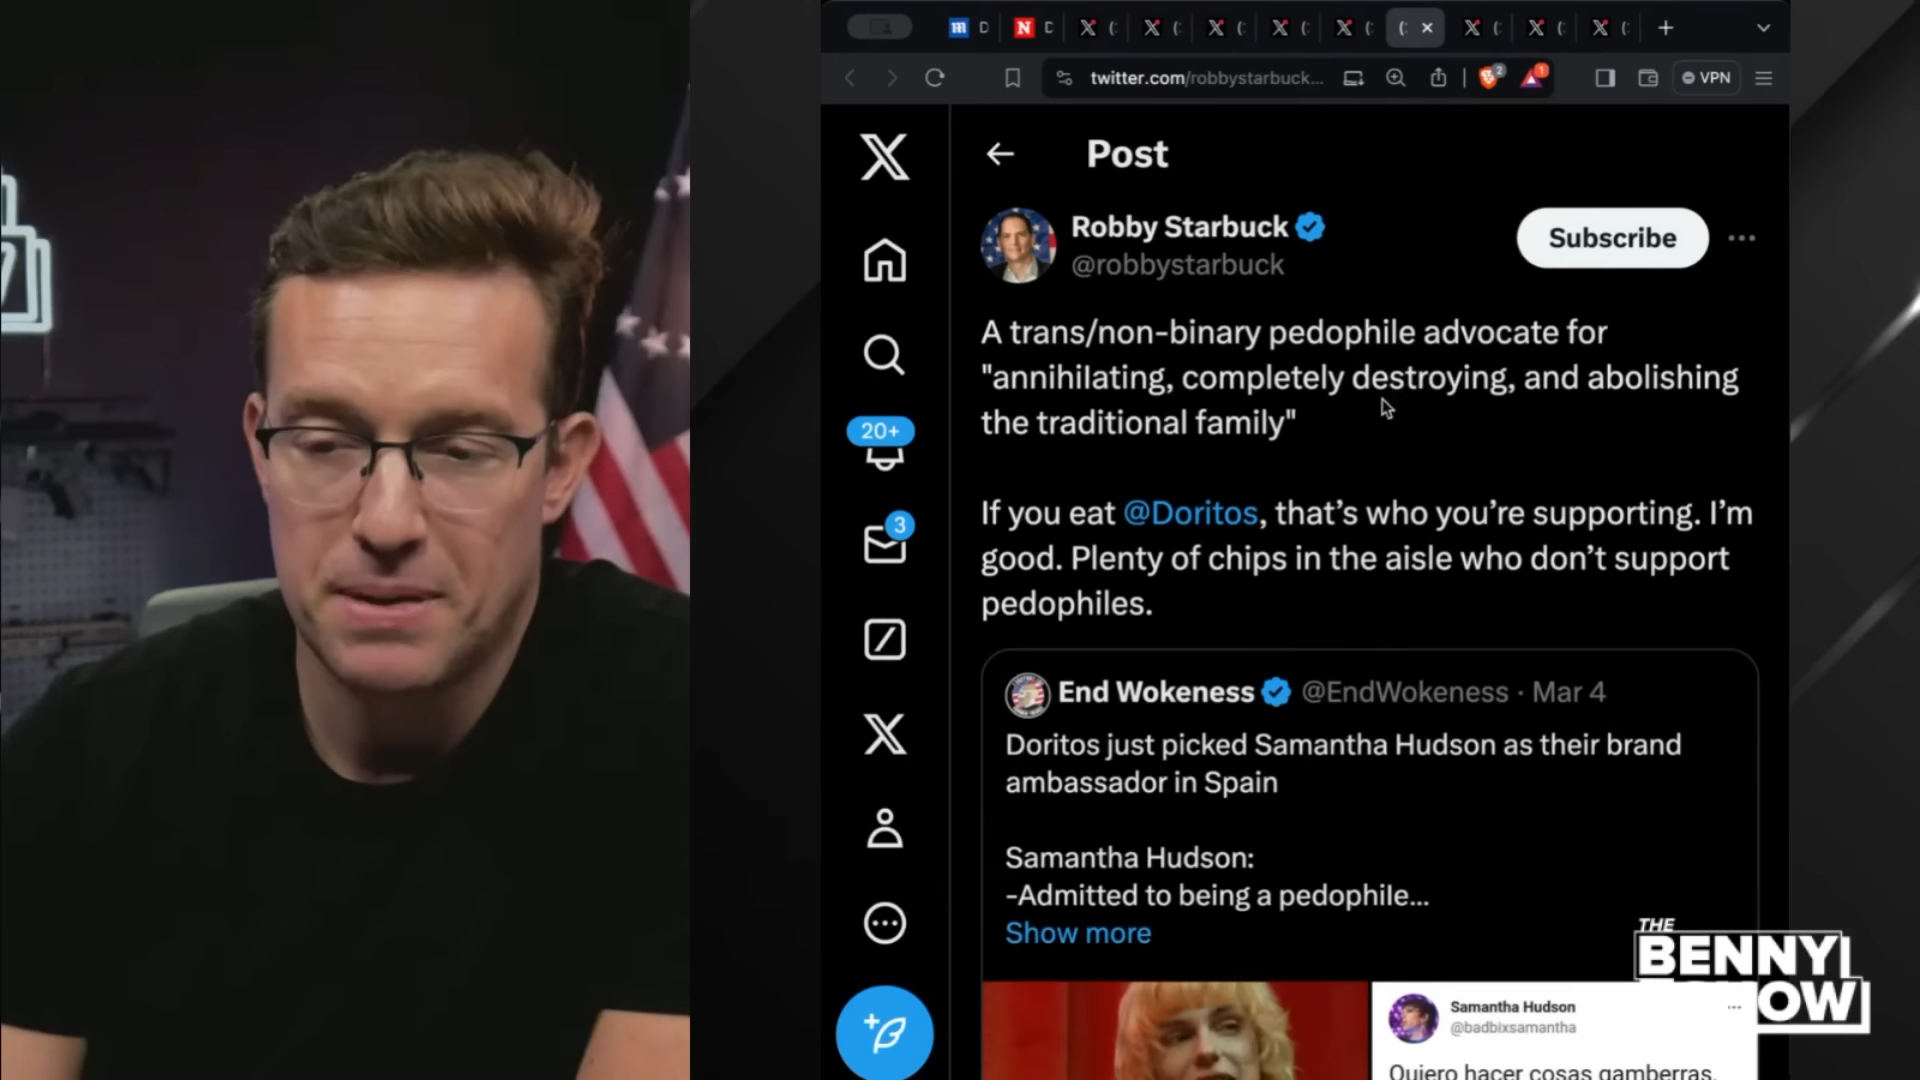 twitter.com/robbystarbuck...
2
1
VPN
Post
Robby Starbuck
@robbystarbuck
Subscribe
A trans/non-binary pedophile advocate for
"annihilating, completely destroying, and abolishing
the traditional family"
If you eat @Doritos, that’s who you’re supporting. I’m
good. Plenty of chips in the aisle who don’t support
pedophiles.
20+
3
End Wokeness @EndWokeness · Mar 4
Doritos just picked Samantha Hudson as their brand
ambassador in Spain
Samantha Hudson:
-Admitted to being a pedophile...
Show more
Samantha Hudson
@badbixsamantha
Quiero hacer cosas gamberras,
THE
BENNY
SHOW